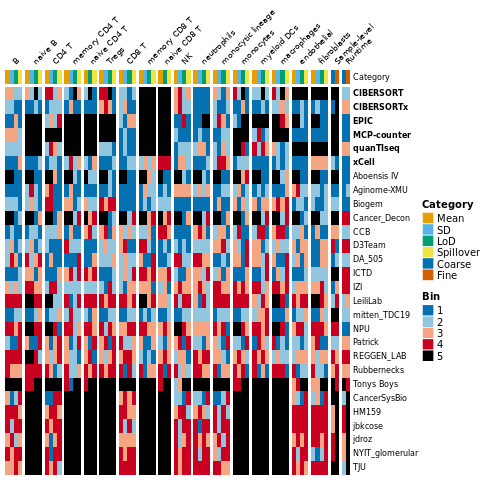 B
naive B
CD4 T
memory CD4 T
naive CD4 T
Tregs
CD8 T
memory CD8 T
naive CD8 T
NK
neutrophils
monocytic lineage
monocytes
myeloid DCs
macrophages
endothelial
fibroblasts
Sample-level
Runtime
Category
CIBERSORT
CIBERSORTx
EPIC
MCP-counter
quanTIseq
xCell
Aboensis IV
Aginome-XMU
Biogem
Cancer_Decon
CCB
D3Team
DA_505
ICTD
IZI
LeiliLab
mitten_TDC19
NPU
Patrick
REGGEN_LAB
Rubbernecks
Tonys Boys
CancerSysBio
HM159
jbkcose
jdroz
NYIT_glomerular
TJU
Category
Mean
SD
LoD
Spillover
Coarse
Fine
Bin
1
2
3
4
5